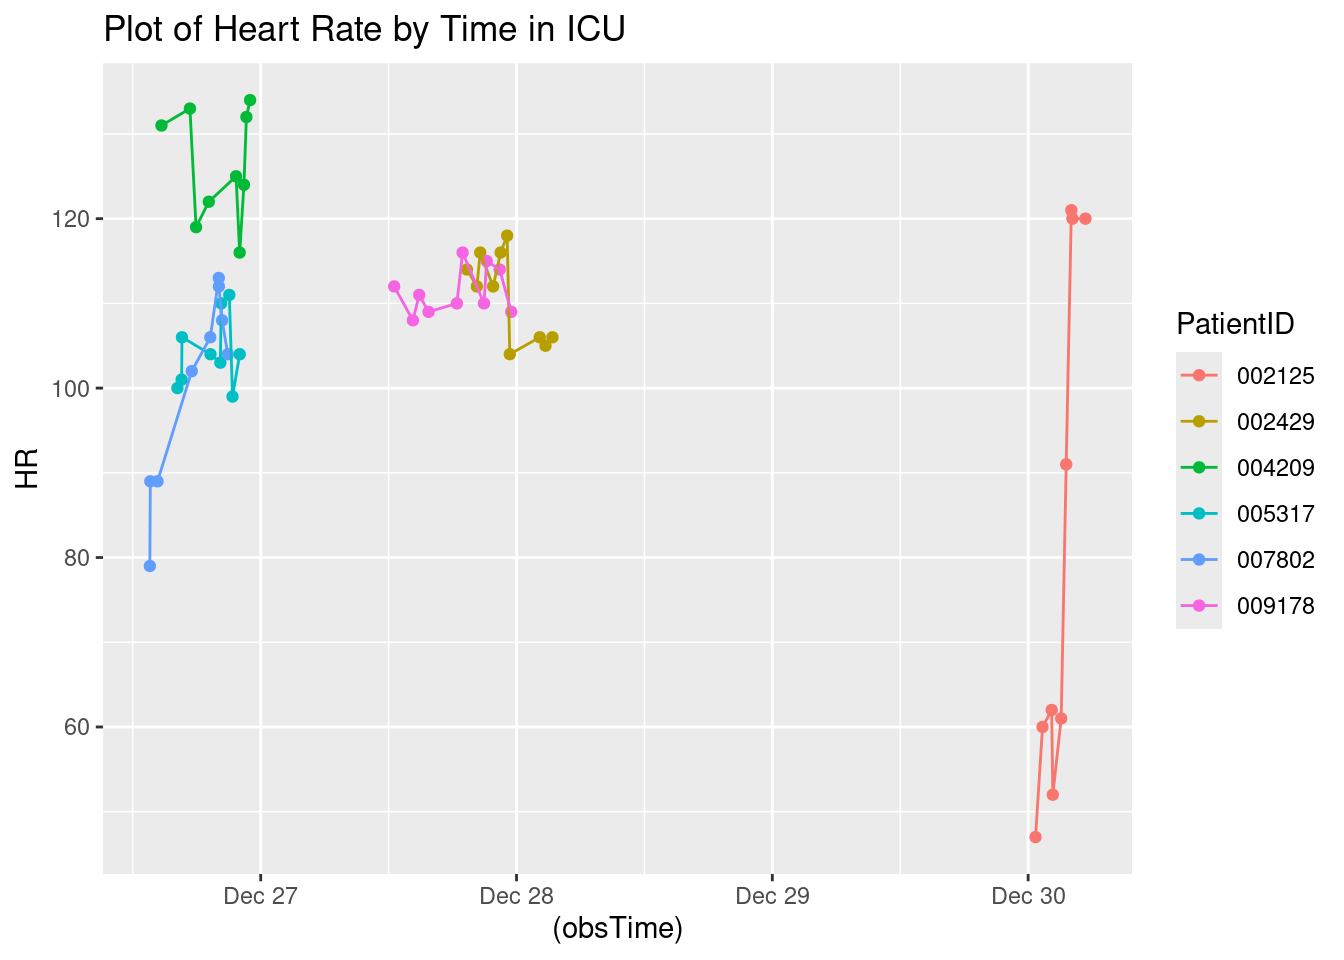 Plot of Heart Rate by Time in ICU
120
100
80
60
HR
Dec 27
Dec 28
Dec 29
Dec 30
(obsTime)
PatientID
002125
002429
004209
005317
007802
009178